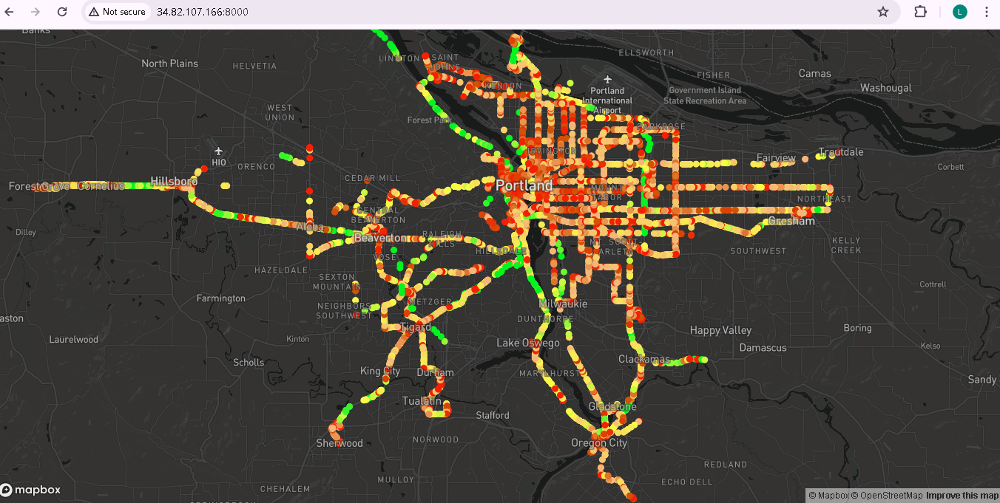 Not secure
34.82.107.166:8000
L
Banks
North Plains
HELVETIA
LINNTON
SAINT
JOHNS
ELLSWORTH
FISHER
Camas
Washougal
KENTON
Government Island
State Recreation Area
Portland
International
Airport
WEST
UNION
Forest Park
PARKROSE
HIO
ORENCO
IRVINGTON
Fairview
Troutdale
Corbett
CEDAR MILL
Forest Grove
Cornelius
Hillsboro
Portland
MOUNT
TABOR
NORTHEAST
CENTRAL
BEAVERTON
Gresham
Aloha
Dilley
Beaverton
RALEIGH
HILLS
HILLSDALE
MT. SCOTT-
ARLETA
KELLY
CREEK
SOUTHWEST
VOSE
HAZELDALE
SEXTON
MOUNTAIN
Cottrell
Farmington
NEIGHBORS
SOUTHWEST
METZGER
Milwaukie
DUNTHORPE
aston
Tigard
Happy Valley
Boring
Laurelwood
Kinton
Lake Oswego
Damascus
Kelso
Scholls
Clackamas
King City
Durham
MARYLHURST
Sandy
Tualatin
Stafford
Gladstone
Sherwood
NORWOOD
Oregon City
REDLAND
MULLOY
ECHO DELL
CHEHALEM
mapbox
© Mapbox © OpenStreetMap Improve this map